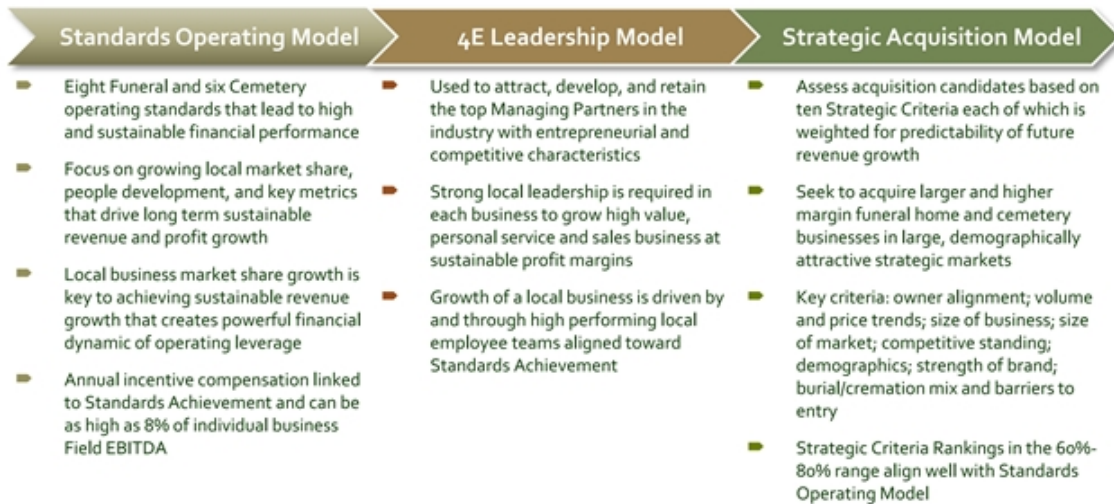 Standards Operating Model
Eight Funeral and six Cemetery
operating standards that lead to high
and sustainable financial performance
Focus on growing local market share,
people development, and key metrics
that drive long term sustainable
revenue and profit growth
Local business market share growth is
key to achieving sustainable revenue
growth that creates powerful financial
dynamic of operating leverage
Annual incentive compensation linked
to Standards Achievement and can be
as high as 8% of individual business
Field EBITDA
4E Leadership Model
Used to attract, develop, and retain
the top Managing Partners in the
industry with entrepreneurial and
competitive characteristics
Strong local leadership is required in
each business to grow high value,
personal service and sales business at
sustainable profit margins
Growth of a local business is driven by
and through high performing local
employee teams aligned toward
Standards Achievement
Strategic Acquisition Model
Assess acquisition candidates based on
ten Strategic Criteria each of which is
weighted for predictability of future
revenue growth
Seek to acquire larger and higher
margin funeral home and cemetery
businesses in large, demographically
attractive strategic markets
Key criteria: owner alignment; volume
and price trends; size of business; size
of market; competitive standing;
demographics; strength of brand;
burial/cremation mix and barriers to
entry
Strategic Criteria Rankings in the 60%-
80% range align well with Standards
Operating Model